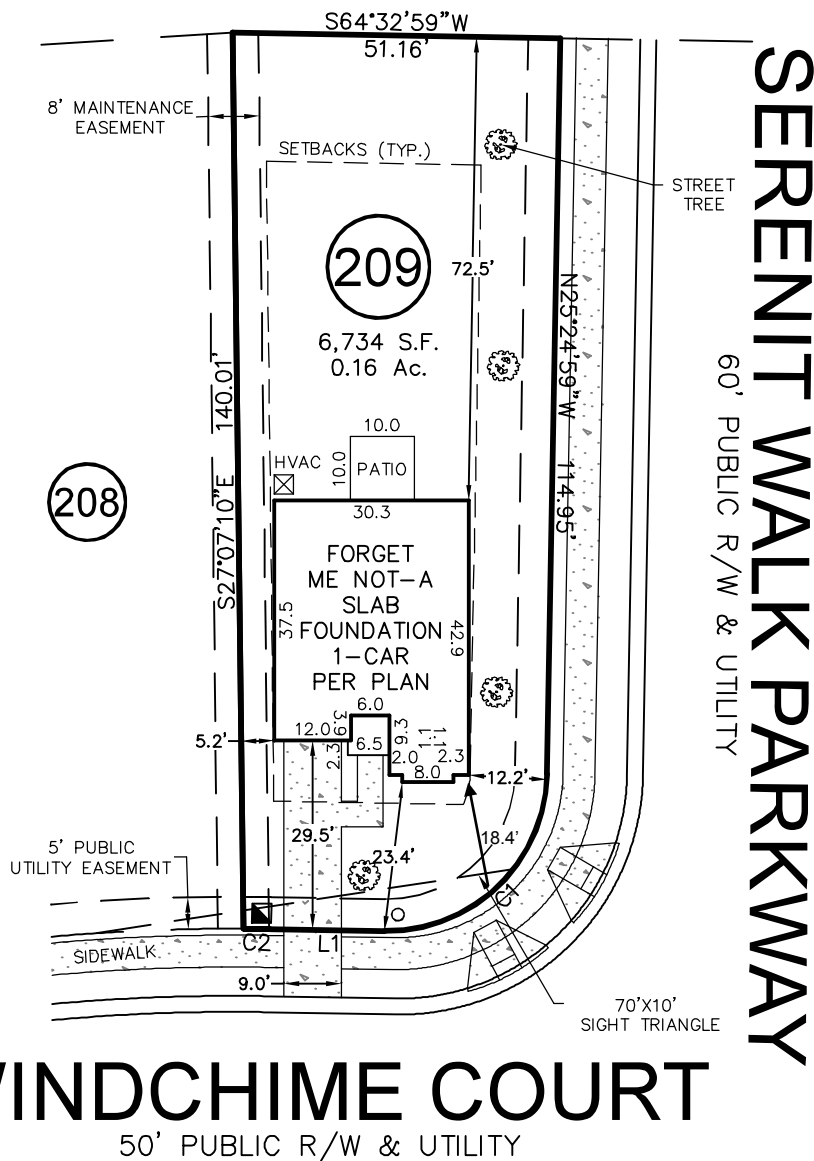 S64°32'59"W
51.16'
8' MAINTENANCE
EASEMENT
SETBACKS (TYP.)
STREET
TREE
209
6,734 S.F.
0.16 Ac.
72.5'
N25°24'59"W 114.95'
S27°07'10"E 140.01'
208
SERENIT WALK PARKWAY
60' PUBLIC R/W & UTILITY
10.0
10.0
PATIO
HVAC
30.3
FORGET
ME NOT-A
SLAB
FOUNDATION
1-CAR
PER PLAN
37.5
42.9
6.0
3.9
12.0
6.5
9.3
1.1
1.1
2.3
2.0
2.3
8.0
5.2'
12.2'
29.5'
23.4'
18.4'
5' PUBLIC
UTILITY EASEMENT
C1
C2
L1
SIDEWALK
9.0'
70'X10'
SIGHT TRIANGLE
WINDCHIME COURT
50' PUBLIC R/W & UTILITY